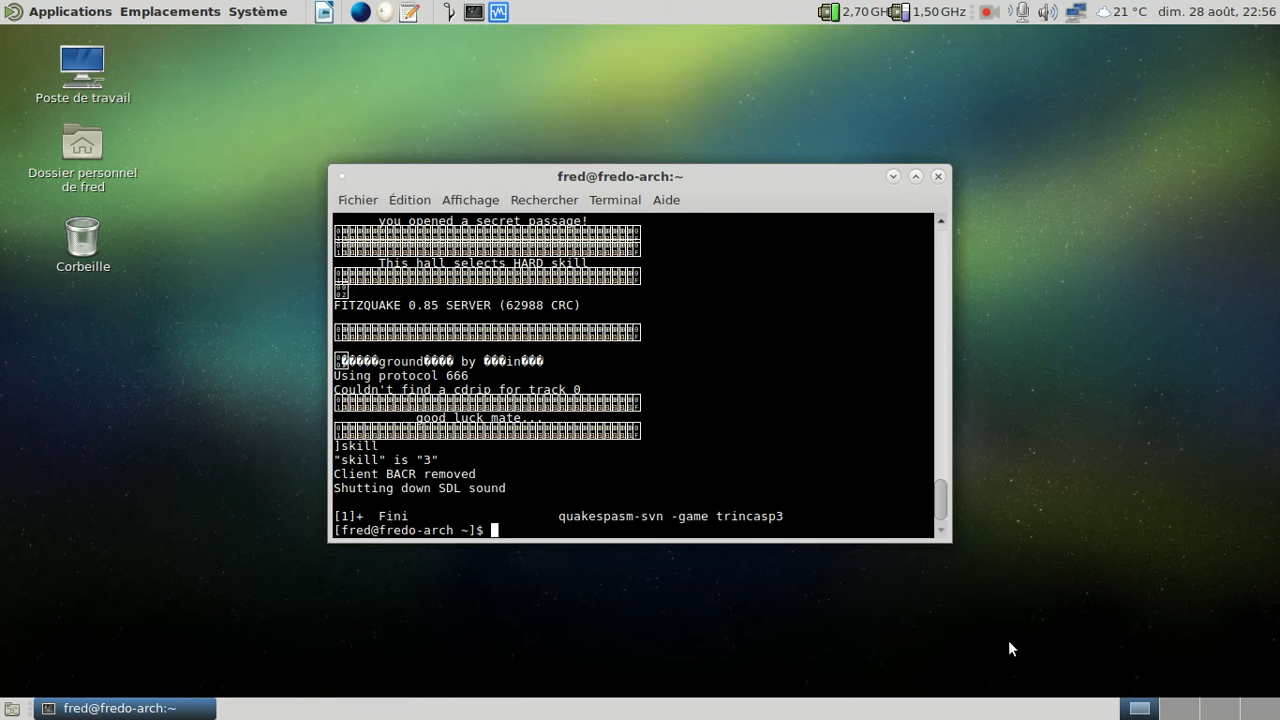 Applications Emplacements Système
2,70 GH
1,50 GHz
21 °C
dim. 28 août, 22:56
Poste de travail
Dossier personnel
de fred
Corbeille
fred@fredo-arch:~
Fichier Édition Affichage Rechercher Terminal Aide
you opened a secret passage!
This hall selects HARD skill
FITZQUAKE 0.85 SERVER (62988 CRC)
�����ground���� by ���in���
Using protocol 666
Couldn't find a cdrip for track 0
good luck mate...
]skill
"skill" is "3"
Client BACR removed
Shutting down SDL sound
[1]+  Fini                    quakespasm-svn -game trincasp3
[fred@fredo-arch ~]$
fred@fredo-arch:~